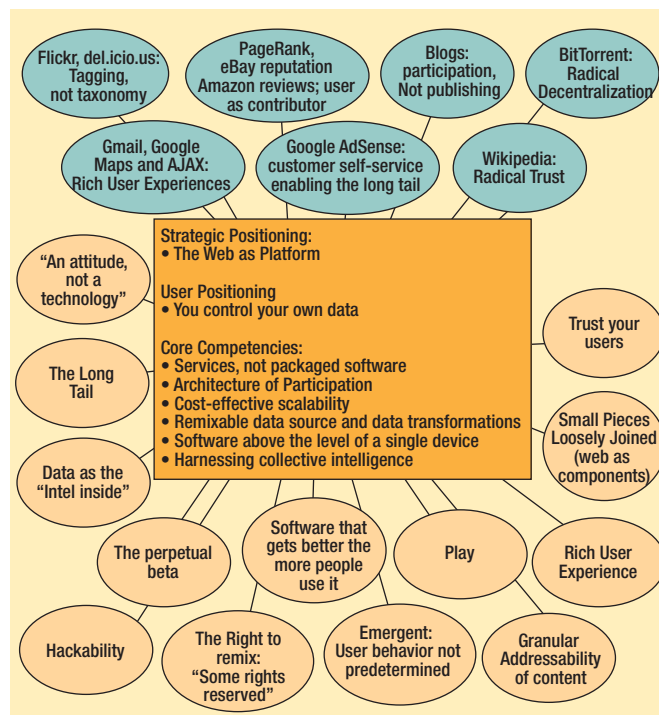 Flickr, del.icio.us:
Tagging,
not taxonomy
PageRank,
eBay reputation
Amazon reviews; user
as contributor
Blogs:
participation,
Not publishing
BitTorrent:
Radical
Decentralization
Gmail, Google
Maps and AJAX:
Rich User Experiences
Google AdSense:
customer self-service
enabling the long tail
Wikipedia:
Radical Trust
Strategic Positioning:
• The Web as Platform
User Positioning
• You control your own data
Core Competencies:
• Services, not packaged software
• Architecture of Participation
• Cost-effective scalability
• Remixable data source and data transformations
• Software above the level of a single device
• Harnessing collective intelligence
“An attitude,
not a
technology”
The Long
Tail
Data as the
“Intel inside”
Trust your
users
Small Pieces
Loosely Joined
(web as
components)
The perpetual
beta
Software that
gets better the
more people
use it
Play
Rich User
Experience
Hackability
The Right to
remix:
“Some rights
reserved”
Emergent:
User behavior not
predetermined
Granular
Addressability
of content